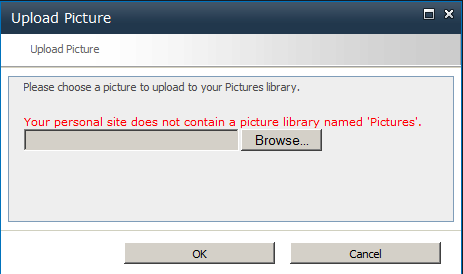 Upload Picture
Upload Picture
Please choose a picture to upload to your Pictures library.
Your personal site does not contain a picture library named 'Pictures'.
Browse...
OK
Cancel